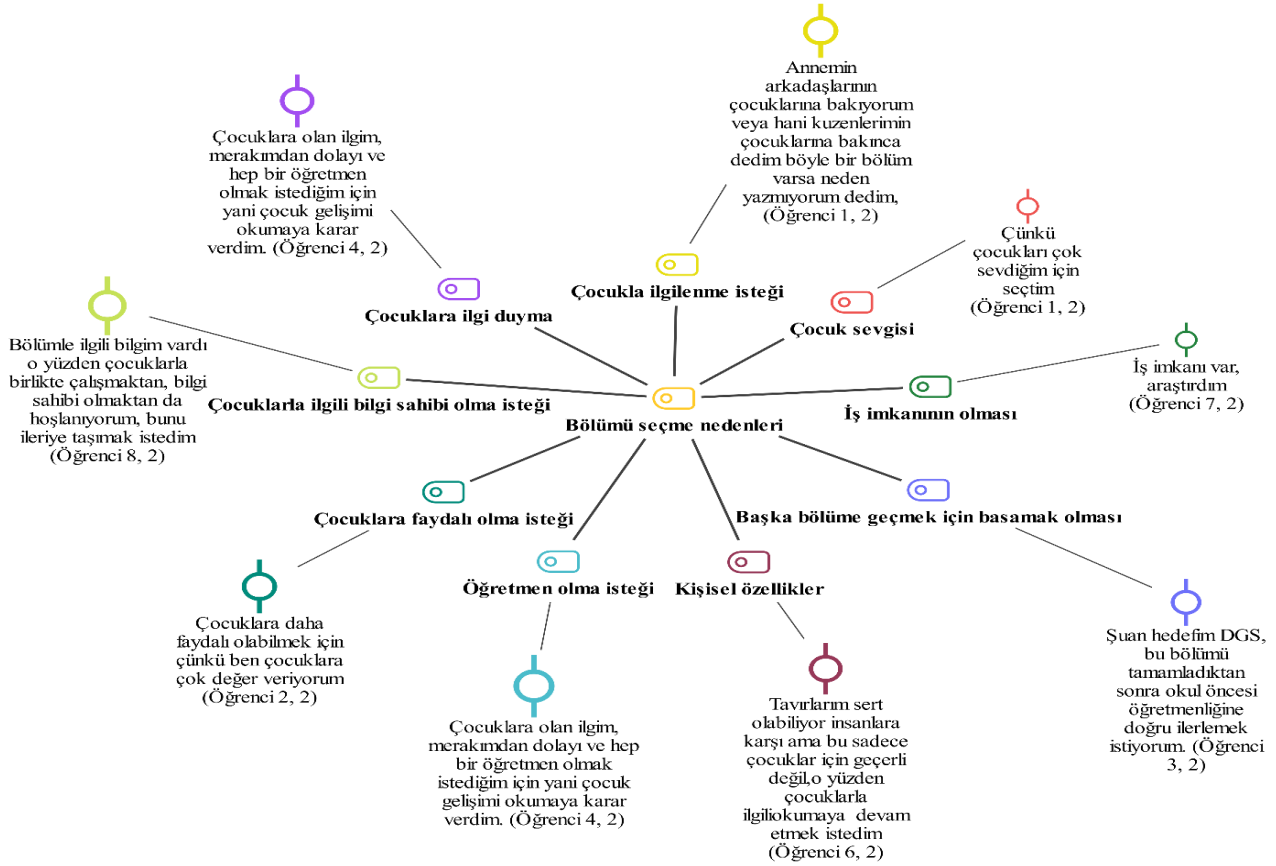 Annemin
arkadaşlarının
çocuklarına bakıyorum
veya hani kuzenlerimin
çocuklarına bakınca
dedim böyle bir bölüm
varsa neden
yazmıyorum dedim,
(Öğrenci 1, 2)
Çocuklara olan ilgim,
merakımdan dolayı ve
hep bir öğretmen
olmak istediğim için
yani çocuk gelişimi
okumaya karar
verdim. (Öğrenci 4, 2)
Çünkü
çocukları çok
sevdiğim için
seçtim
(Öğrenci 1, 2)
Çocukla ilgilenme isteği
Çocuklara ilgi duyma
Çocuk sevgisi
Bölümle ilgili bilgim vardı
o yüzden çocuklarla
birlikte çalışmaktan, bilgi
sahibi olmaktan da
hoşlanıyorum, bunu
ileriye taşımak istedim
(Öğrenci 8, 2)
İş imkanı var,
araştırdım
(Öğrenci 7, 2)
Çocuklarla ilgili bilgi sahibi olma isteği
Bölümü seçme nedenleri
İş imkanının olması
Çocuklara faydalı olma isteği
Başka bölüme geçmek için basamak olması
Öğretmen olma isteği
Kişisel özellikler
Çocuklara daha
faydalı olabilmek için
çünkü ben çocuklara
çok değer veriyorum
(Öğrenci 2, 2)
Çocuklara olan ilgim,
merakımdan dolayı ve hep
bir öğretmen olmak
istediğim için yani çocuk
gelişimi okumaya karar
verdim. (Öğrenci 4, 2)
Tavırlarım sert
olabiliyor insanlara
karşı ama bu sadece
çocuklar için geçerli
değil,o yüzden
çocuklarla
ilgiliokumaya devam
etmek istedim
(Öğrenci 6, 2)
Şuan hedefim DGS,
bu bölümü
tamamladıktan
sonra okul öncesi
öğretmenliğine
doğru ilerlemek
istiyorum. (Öğrenci
3, 2)